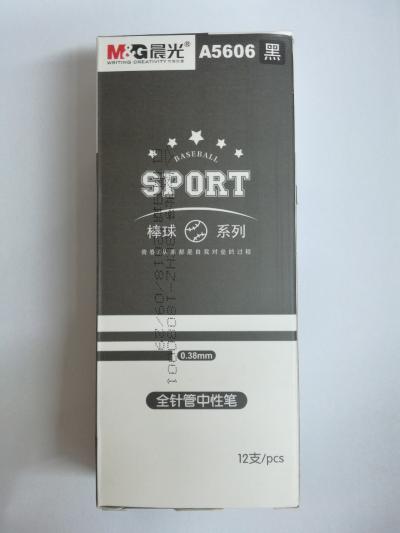 M&G晨光® A5606 黑
WRITING·CREATIVITY
BASEBALL
SPORT
棒球 系列
0.38mm
全针管中性笔
12支/pcs